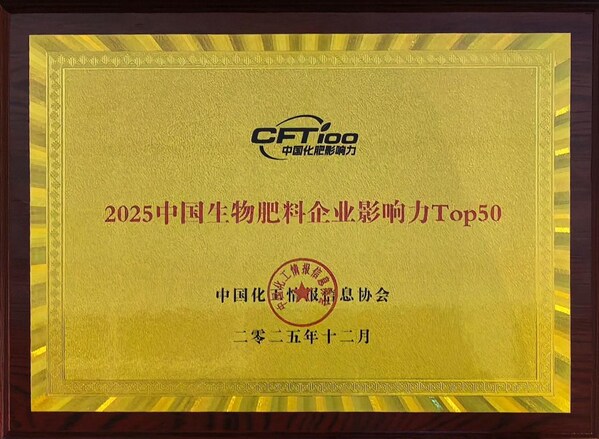 CFT100
中国化肥影响力
2025中国生物肥料企业影响力Top50
中国化工情报信息协会
二零二五年十二月